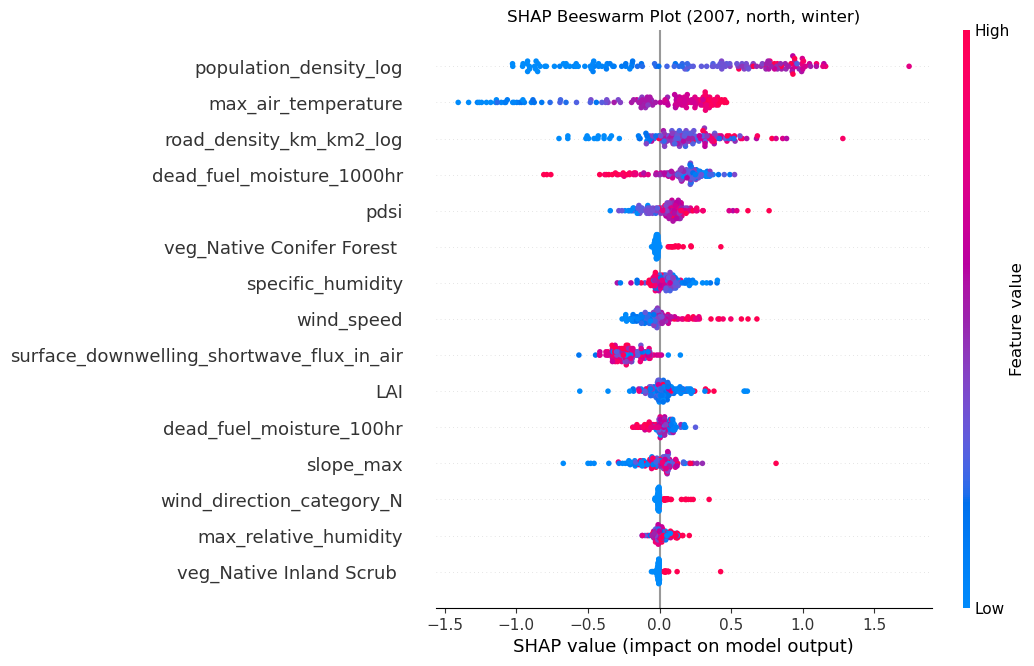 SHAP Beeswarm Plot (2007, north, winter)
High
population_density_log
max_air_temperature
road_density_km_km2_log
dead_fuel_moisture_1000hr
pdsi
veg_Native Conifer Forest
specific_humidity
wind_speed
surface_downwelling_shortwave_flux_in_air
LAI
dead_fuel_moisture_100hr
slope_max
wind_direction_category_N
max_relative_humidity
veg_Native Inland Scrub
Feature value
Low
−1.5 −1.0 −0.5 0.0 0.5 1.0 1.5
SHAP value (impact on model output)